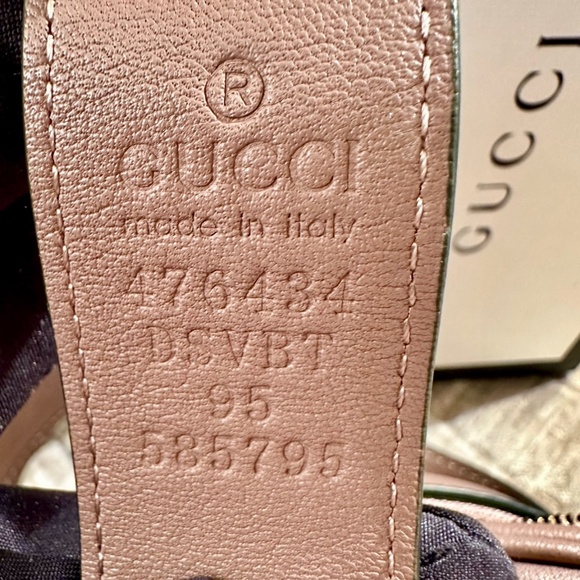 ®
GUCCI
made in italy
476434
DSVBT
95
585795
GUCCI